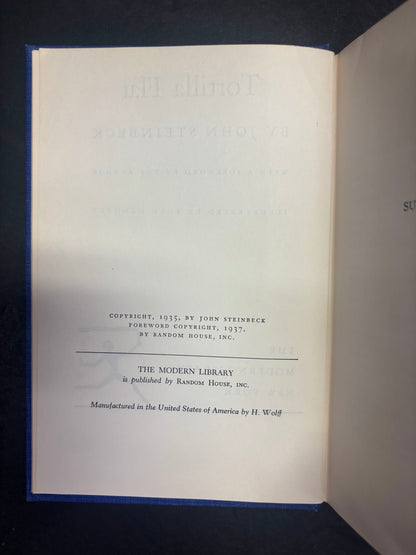 COPYRIGHT, 1935, BY JOHN STEINBECK
FOREWORD COPYRIGHT, 1937,
BY RANDOM HOUSE, INC.
THE MODERN LIBRARY
is published by RANDOM HOUSE, INC.
Manufactured in the United States of America by H. Wolff
SU